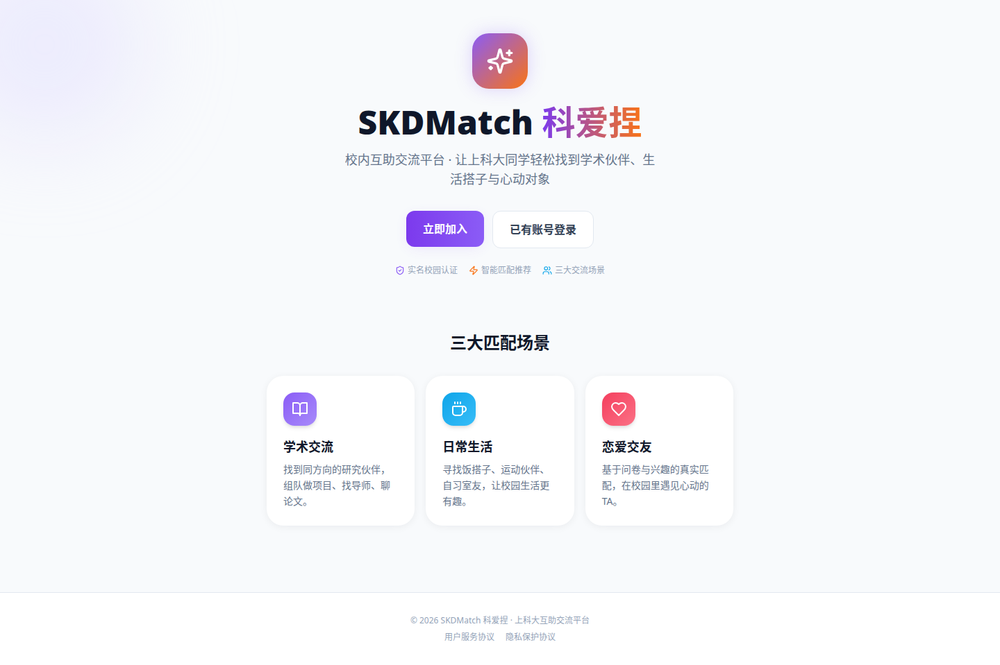 SKDMatch 科爱捏
校内互助交流平台 · 让上科大同学轻松找到学术伙伴、生
活搭子与心动对象
立即加入
已有账号登录
实名校园认证
智能匹配推荐
三大交流场景
三大匹配场景
学术交流
找到同方向的研究伙伴，
组队做项目、找导师、聊
论文。
日常生活
寻找饭搭子、运动伙伴、
自习室友，让校园生活更
有趣。
恋爱交友
基于问卷与兴趣的真实匹
配，在校园里遇见心动的
TA。
© 2026 SKDMatch 科爱捏 · 上科大互助交流平台
用户服务协议
隐私保护协议